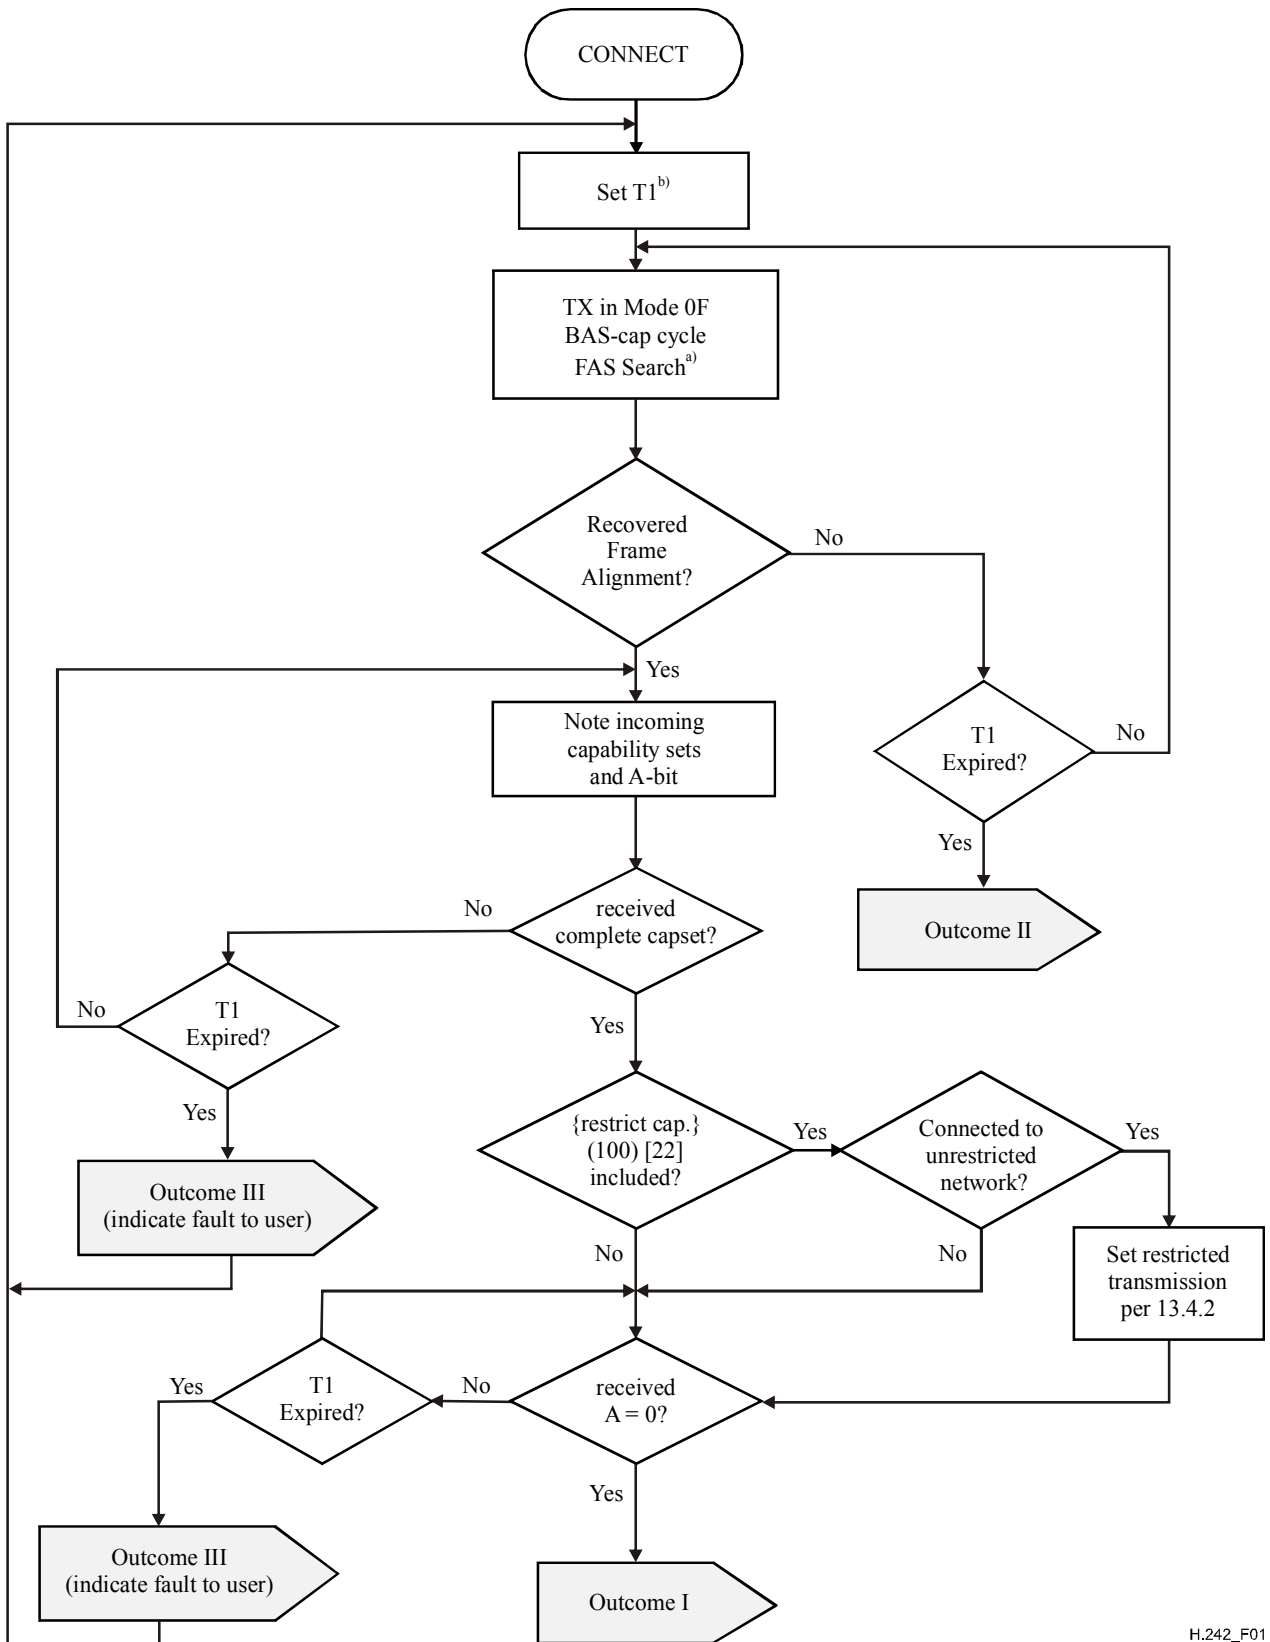 CONNECT
Set T1b)
TX in Mode 0F
BAS-cap cycle
FAS Searcha)
Recovered
Frame
Alignment?
No
Yes
Note incoming
capability sets
and A-bit
T1
Expired?
No
Yes
Outcome II
received
complete capset?
No
T1
Expired?
No
Yes
Yes
Outcome III
(indicate fault to user)
{restrict cap.}
(100) [22]
included?
Yes
Connected to
unrestricted
network?
Yes
No
No
Set restricted
transmission
per 13.4.2
received
A = 0?
No
T1
Expired?
Yes
Yes
Outcome III
(indicate fault to user)
Outcome I
H.242_F01